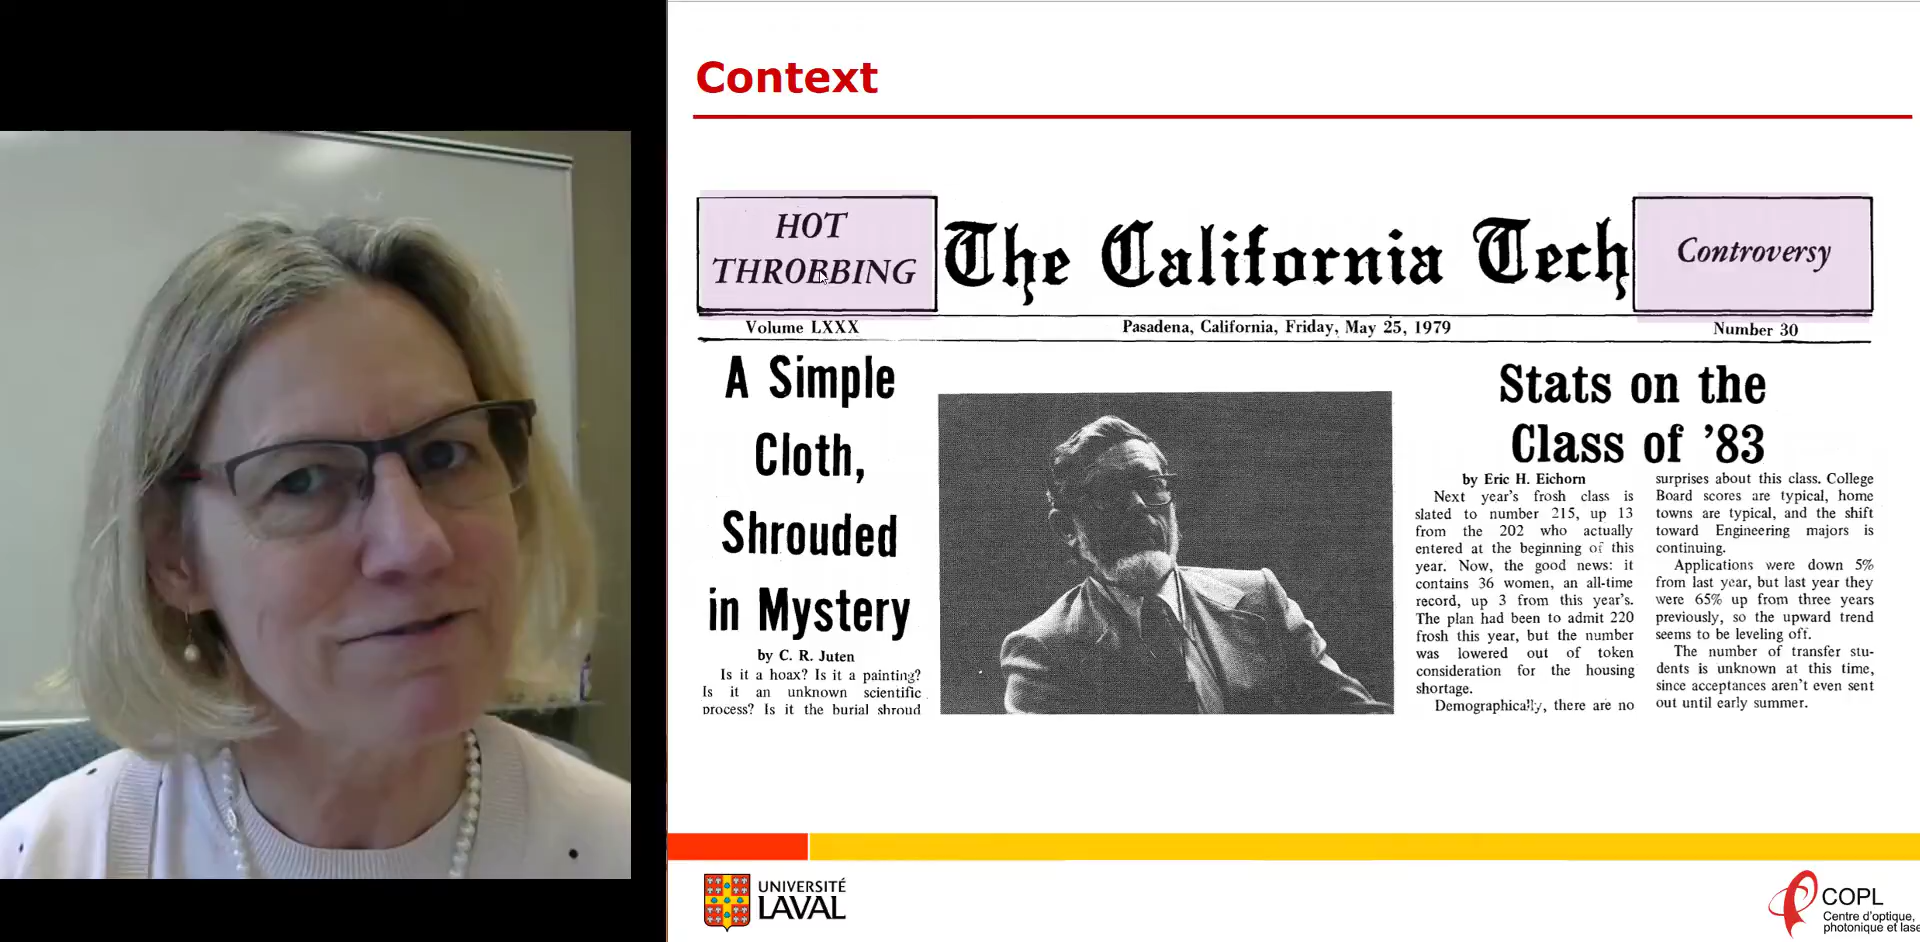 Context
HOT
THROBBING
The California Tech
Controversy
Volume LXXX
Pasadena, California, Friday, May 25, 1979
Number 30
A Simple
Cloth,
Shrouded
in Mystery
by C. R. Juten
Is it a hoax? Is it a painting?
Is it an unknown scientific
process? Is it the burial shroud
Stats on the
Class of '83
by Eric H. Eichorn
Next year's frosh class is
slated to number 215, up 13
from the 202 who actually
entered at the beginning of this
year. Now, the good news: it
contains 36 women, an all-time
record, up 3 from this year's.
The plan had been to admit 220
frosh this year, but the number
was lowered out of token
consideration for the housing
shortage.
Demographically, there are no
surprises about this class. College
Board scores are typical, home
towns are typical, and the shift
toward Engineering majors is
continuing.
Applications were down 5%
from last year, but last year they
were 65% up from three years
previously, so the upward trend
seems to be leveling off.
The number of transfer stu-
dents is unknown at this time,
since acceptances aren't even sent
out until early summer.
UNIVERSITÉ
LAVAL
COPL
Centre d'optique,
photonique et lase